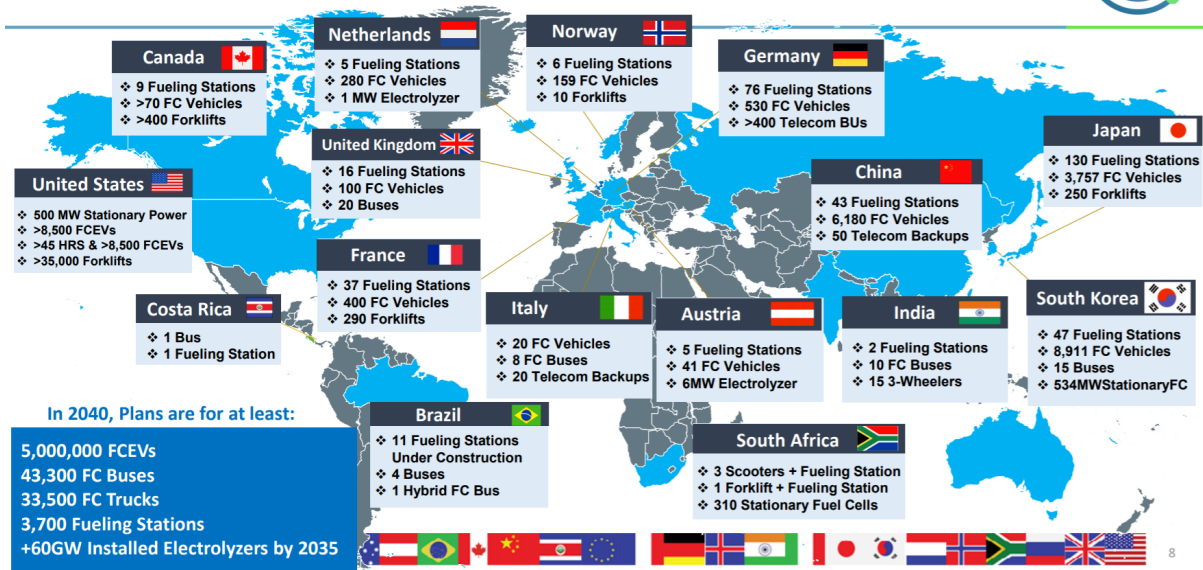 Canada
❖ 9 Fueling Stations
❖ >70 FC Vehicles
❖ >400 Forklifts
Netherlands
❖ 5 Fueling Stations
❖ 280 FC Vehicles
❖ 1 MW Electrolyzer
Norway
❖ 6 Fueling Stations
❖ 159 FC Vehicles
❖ 10 Forklifts
Germany
❖ 76 Fueling Stations
❖ 530 FC Vehicles
❖ >400 Telecom BUs
Japan
❖ 130 Fueling Stations
❖ 3,757 FC Vehicles
❖ 250 Forklifts
United Kingdom
❖ 16 Fueling Stations
❖ 100 FC Vehicles
❖ 20 Buses
China
❖ 43 Fueling Stations
❖ 6,180 FC Vehicles
❖ 50 Telecom Backups
United States
❖ 500 MW Stationary Power
❖ >8,500 FCEVs
❖ >45 HRS & >8,500 FCEVs
❖ >35,000 Forklifts
France
❖ 37 Fueling Stations
❖ 400 FC Vehicles
❖ 290 Forklifts
Costa Rica
❖ 1 Bus
❖ 1 Fueling Station
Italy
❖ 20 FC Vehicles
❖ 8 FC Buses
❖ 20 Telecom Backups
Austria
❖ 5 Fueling Stations
❖ 41 FC Vehicles
❖ 6MW Electrolyzer
India
❖ 2 Fueling Stations
❖ 10 FC Buses
❖ 15 3-Wheelers
South Korea
❖ 47 Fueling Stations
❖ 8,911 FC Vehicles
❖ 15 Buses
❖ 534MWStationaryFC
Brazil
❖ 11 Fueling Stations
Under Construction
❖ 4 Buses
❖ 1 Hybrid FC Bus
South Africa
❖ 3 Scooters + Fueling Station
❖ 1 Forklift + Fueling Station
❖ 310 Stationary Fuel Cells
In 2040, Plans are for at least:
5,000,000 FCEVs
43,300 FC Buses
33,500 FC Trucks
3,700 Fueling Stations
+60GW Installed Electrolyzers by 2035
8